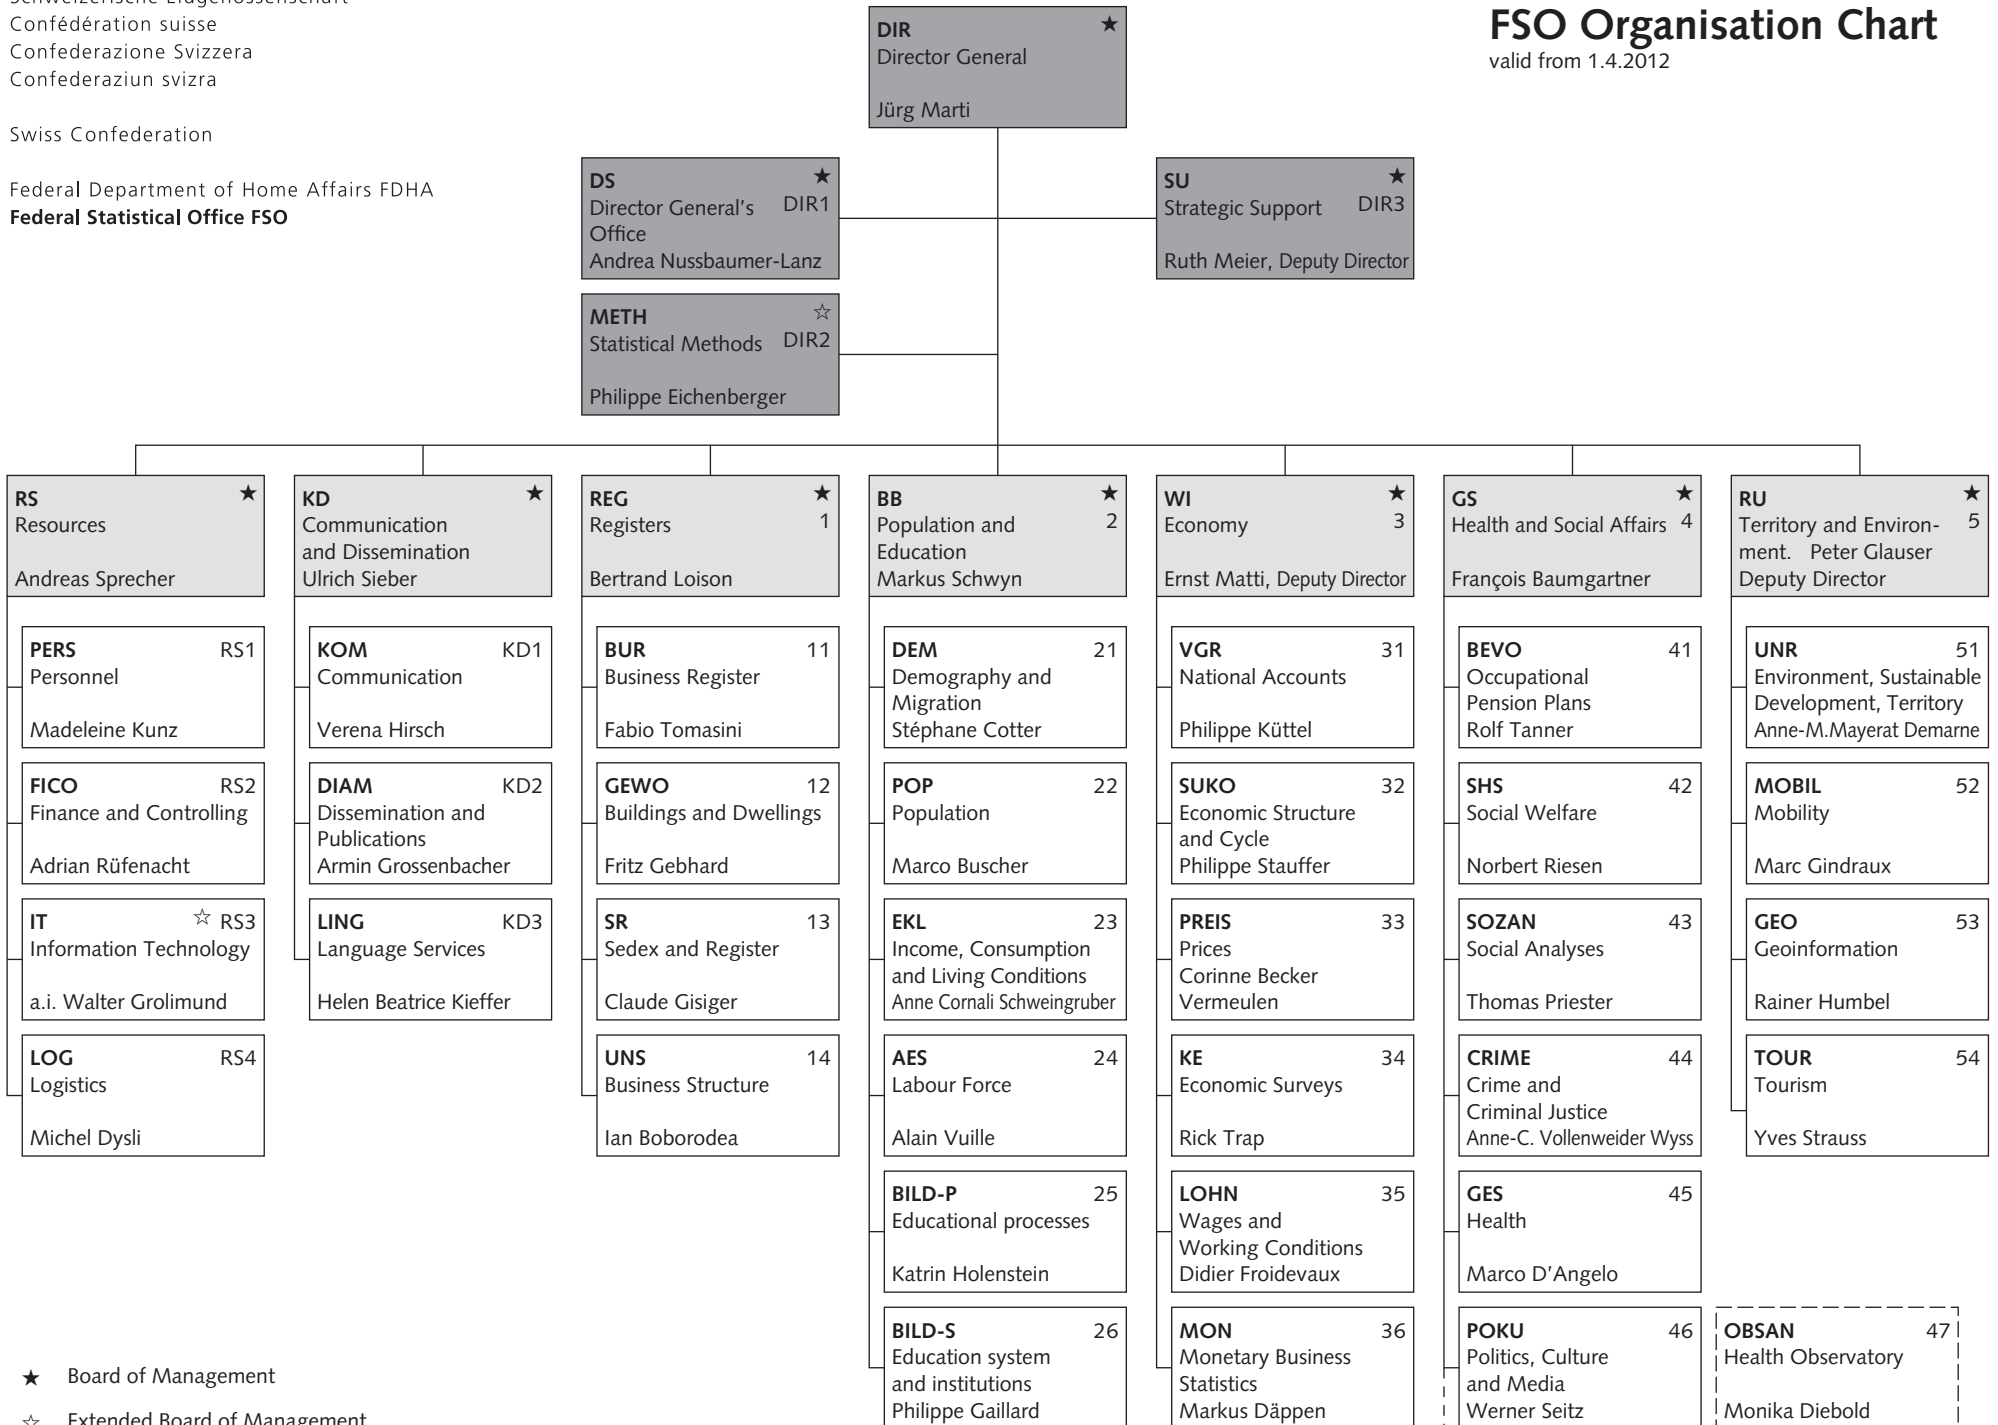 Schweizerische Eidgenossenschaft
Confédération suisse
Confederazione Svizzera
Confederaziun svizra
Swiss Confederation
Federal Department of Home Affairs FDHA
Federal Statistical Office FSO
FSO Organisation Chart
valid from 1.4.2012
DIR ★
Director General
Jürg Marti
DS ★
Director General's DIR1
Office
Andrea Nussbaumer-Lanz
SU ★
Strategic Support DIR3
Ruth Meier, Deputy Director
METH ☆
Statistical Methods DIR2
Philippe Eichenberger
RS ★
Resources
Andreas Sprecher
PERS RS1
Personnel
Madeleine Kunz
FICO RS2
Finance and Controlling
Adrian Rüfenacht
IT ☆ RS3
Information Technology
a.i. Walter Grolimund
LOG RS4
Logistics
Michel Dysli
KD ★
Communication
and Dissemination
Ulrich Sieber
KOM KD1
Communication
Verena Hirsch
DIAM KD2
Dissemination and
Publications
Armin Grossenbacher
LING KD3
Language Services
Helen Beatrice Kieffer
REG ★
Registers 1
Bertrand Loison
BUR 11
Business Register
Fabio Tomasini
GEWO 12
Buildings and Dwellings
Fritz Gebhard
SR 13
Sedex and Register
Claude Gisiger
UNS 14
Business Structure
Ian Boborodea
BB ★
Population and 2
Education
Markus Schwyn
DEM 21
Demography and
Migration
Stéphane Cotter
POP 22
Population
Marco Buscher
EKL 23
Income, Consumption
and Living Conditions
Anne Cornali Schweingruber
AES 24
Labour Force
Alain Vuille
BILD-P 25
Educational processes
Katrin Holenstein
BILD-S 26
Education system
and institutions
Philippe Gaillard
WI ★
Economy 3
Ernst Matti, Deputy Director
VGR 31
National Accounts
Philippe Küttel
SUKO 32
Economic Structure
and Cycle
Philippe Stauffer
PREIS 33
Prices
Corinne Becker
Vermeulen
KE 34
Economic Surveys
Rick Trap
LOHN 35
Wages and
Working Conditions
Didier Froidevaux
MON 36
Monetary Business
Statistics
Markus Däppen
GS ★
Health and Social Affairs 4
François Baumgartner
BEVO 41
Occupational
Pension Plans
Rolf Tanner
SHS 42
Social Welfare
Norbert Riesen
SOZAN 43
Social Analyses
Thomas Priester
CRIME 44
Crime and
Criminal Justice
Anne-C. Vollenweider Wyss
GES 45
Health
Marco D'Angelo
POKU 46
Politics, Culture
and Media
Werner Seitz
OBSAN 47
Health Observatory
Monika Diebold
RU ★
Territory and Environ- 5
ment. Peter Glauser
Deputy Director
UNR 51
Environment, Sustainable
Development, Territory
Anne-M.Mayerat Demarne
MOBIL 52
Mobility
Marc Gindraux
GEO 53
Geoinformation
Rainer Humbel
TOUR 54
Tourism
Yves Strauss
★ Board of Management
☆ Extended Board of Management